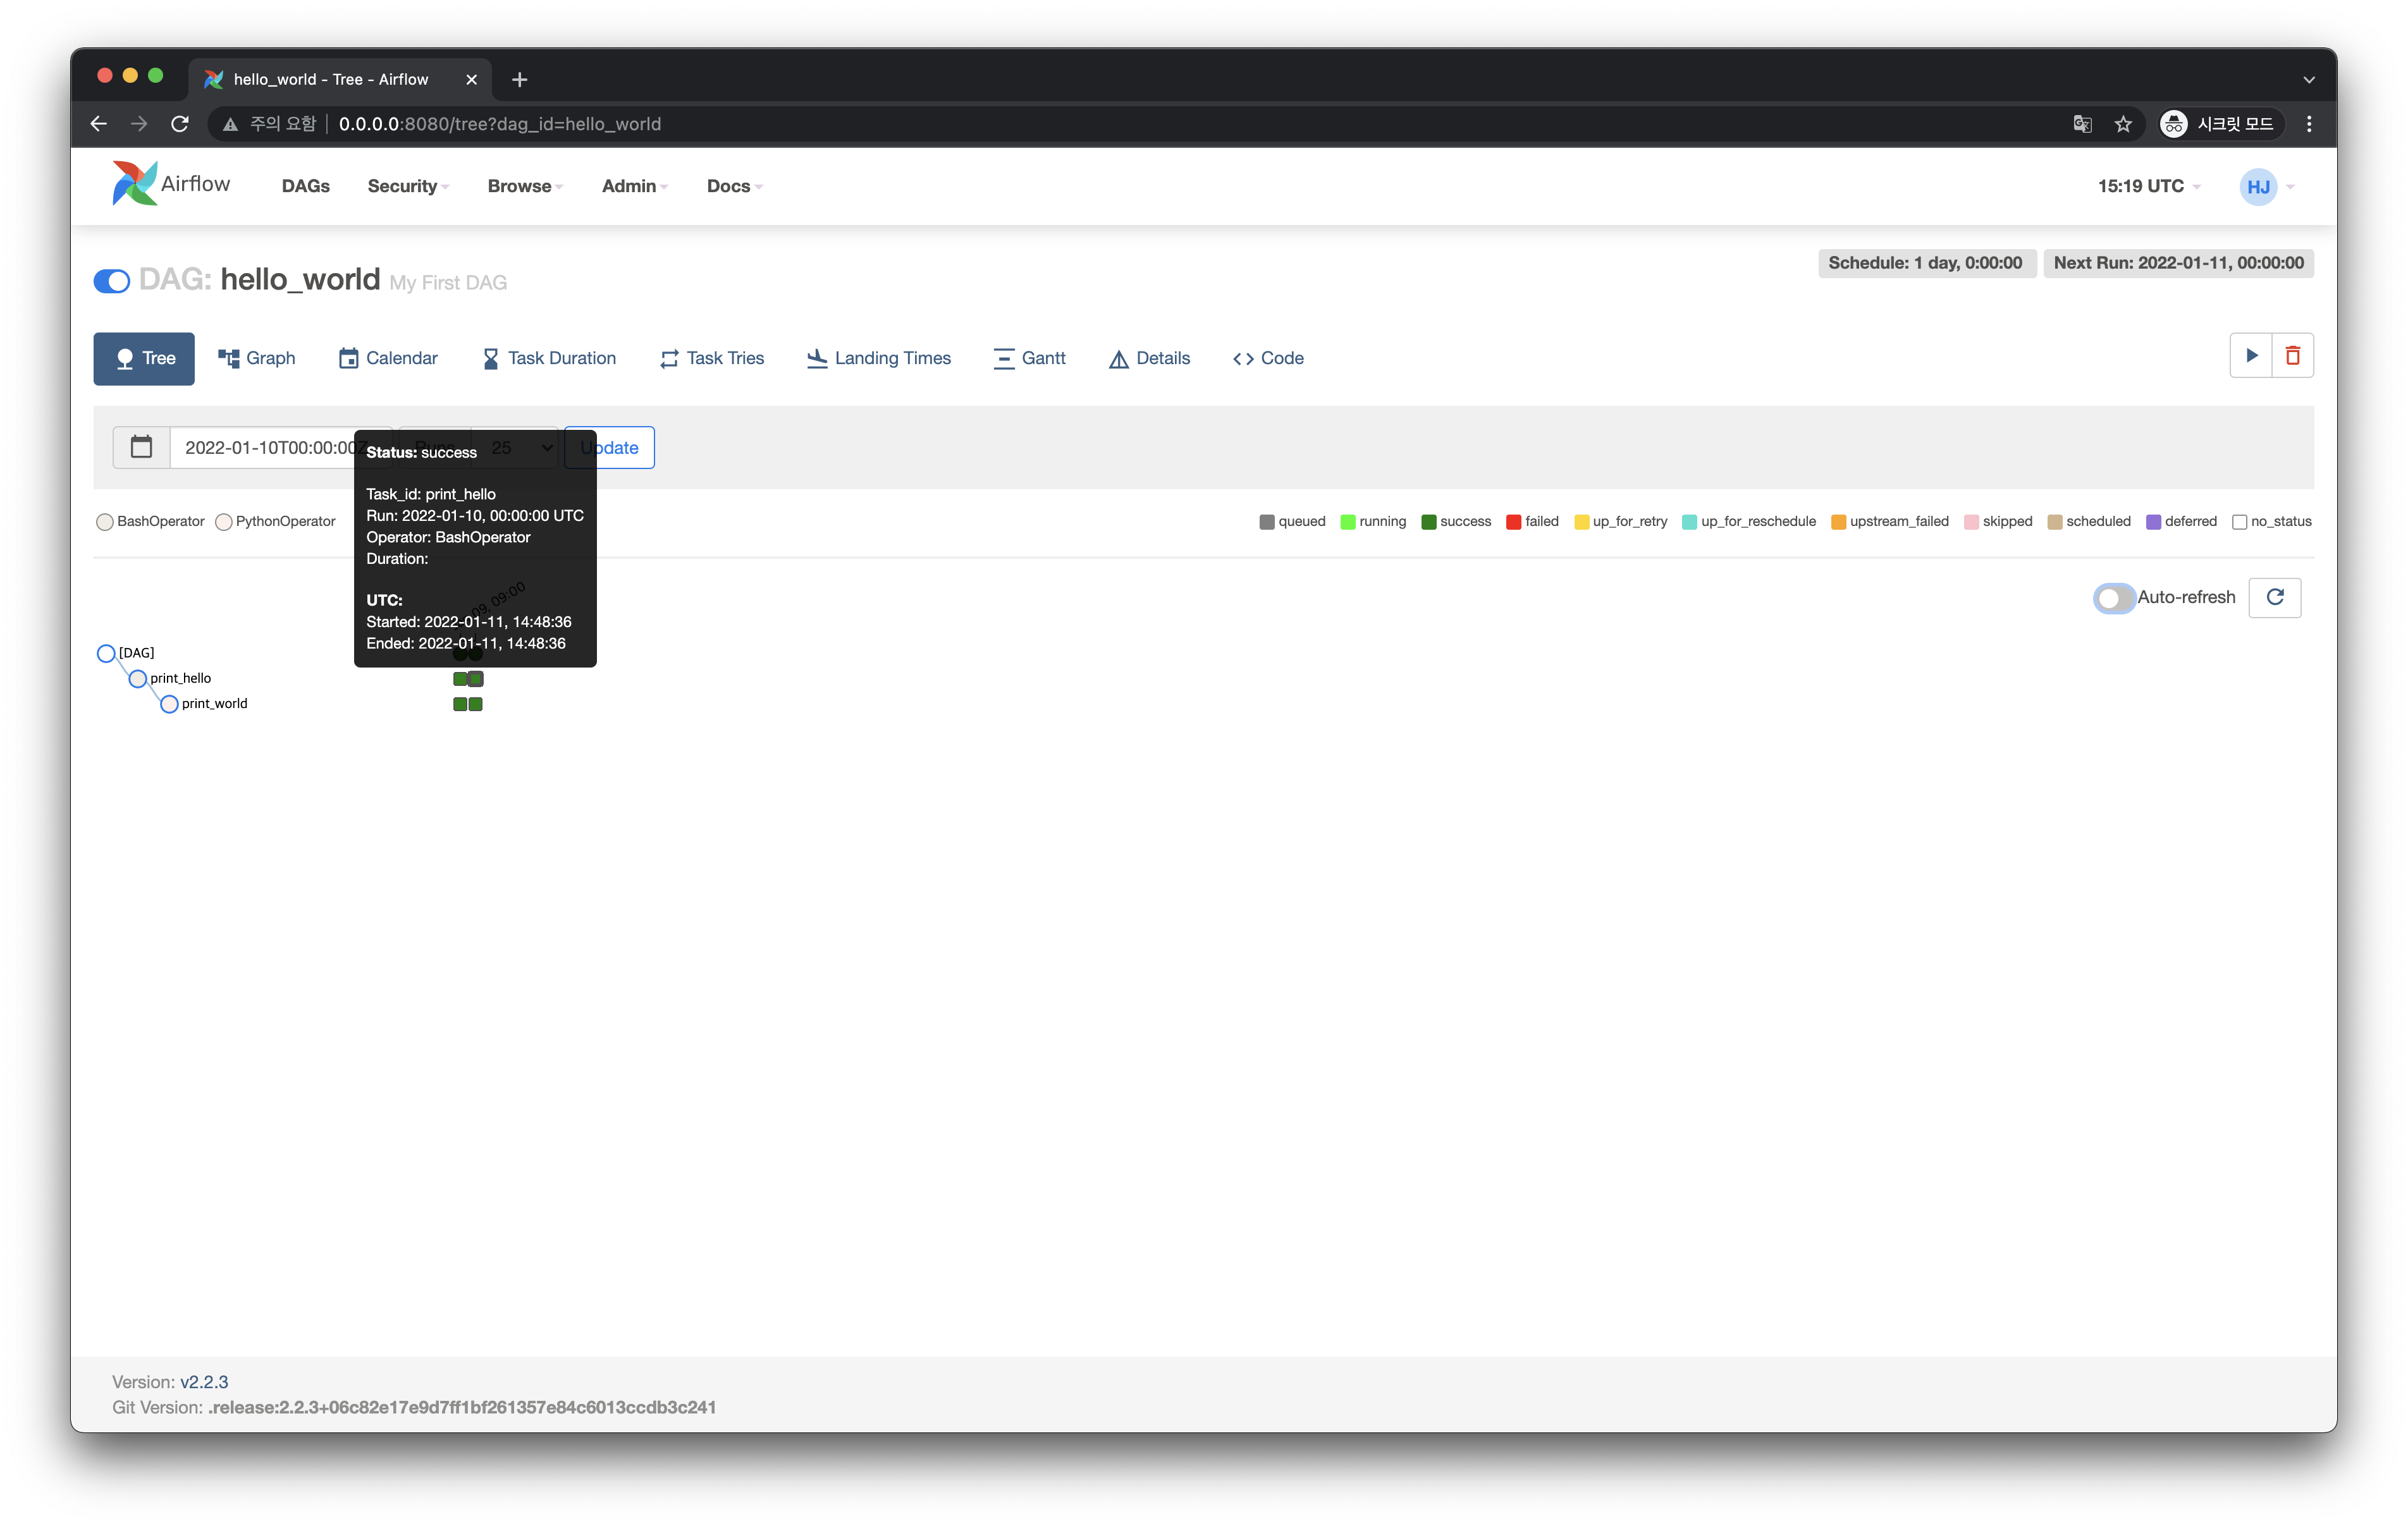 hello_world - Tree - Airflow
주의 요함 0.0.0.0:8080/tree?dag_id=hello_world 시크릿 모드
Airflow DAGs Security Browse Admin Docs 15:19 UTC HJ
Schedule: 1 day, 0:00:00 Next Run: 2022-01-11, 00:00:00
DAG: hello_world My First DAG
Tree Graph Calendar Task Duration Task Tries Landing Times Gantt Details Code
2022-01-10T00:00:00Z Runs 25 Update
Status: success
Task_id: print_hello
Run: 2022-01-10, 00:00:00 UTC
Operator: BashOperator
Duration:
UTC:
Started: 2022-01-11, 14:48:36
Ended: 2022-01-11, 14:48:36
BashOperator PythonOperator queued running success failed up_for_retry up_for_reschedule upstream_failed skipped scheduled deferred no_status
09, 09:00
Auto-refresh
[DAG]
print_hello
print_world
Version: v2.2.3
Git Version: .release:2.2.3+06c82e17e9d7ff1bf261357e84c6013ccdb3c241